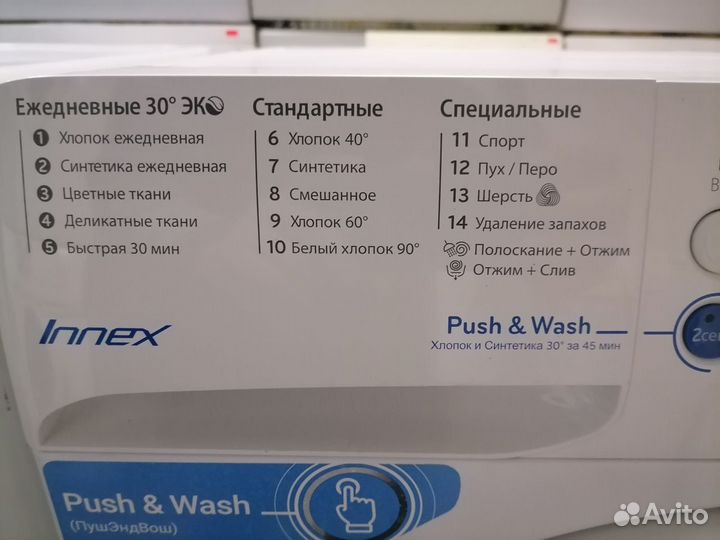 Ежедневные 30° ЭКО
1 Хлопок ежедневная
2 Синтетика ежедневная
3 Цветные ткани
4 Деликатные ткани
5 Быстрая 30 мин
Стандартные
6 Хлопок 40°
7 Синтетика
8 Смешанное
9 Хлопок 60°
10 Белый хлопок 90°
Специальные
11 Спорт
12 Пух / Перо
13 Шерсть
14 Удаление запахов
Полоскание + Отжим
Отжим + Слив
Innex
Push & Wash
Хлопок и Синтетика 30° за 45 мин
Push & Wash
(ПушЭндВош)
Avito